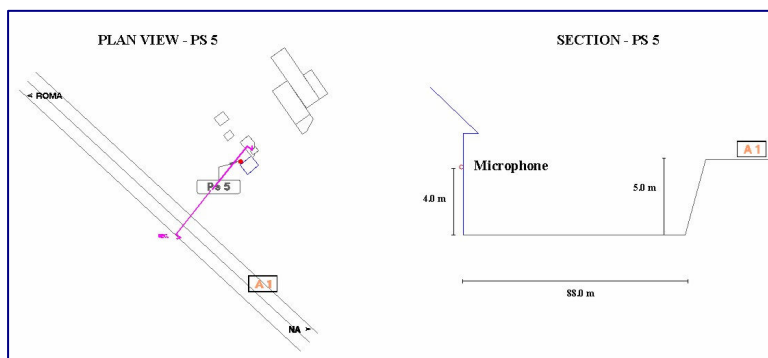 PLAN VIEW - PS 5
ROMA
Ps 5
A 1
NA
SECTION - PS 5
A 1
Microphone
4.0 m
5.0 m
88.0 m